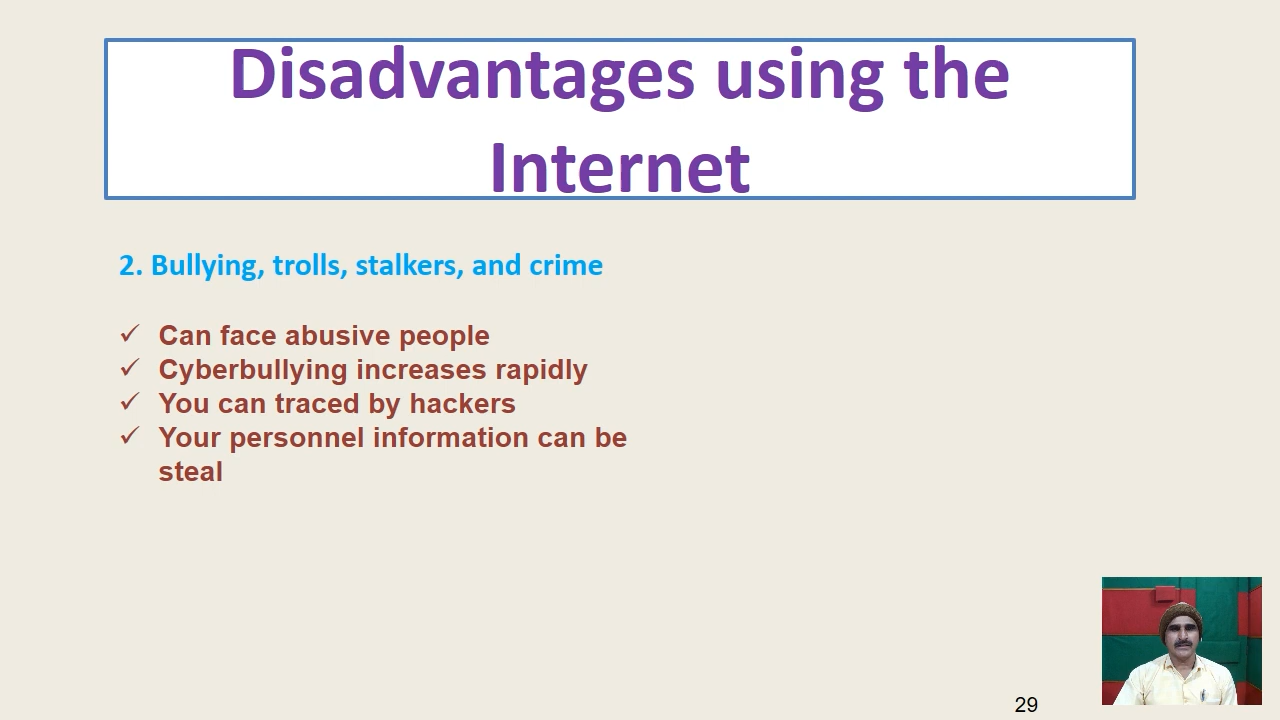 Disadvantages using the
Internet
2. Bullying, trolls, stalkers, and crime
✓ Can face abusive people
✓ Cyberbullying increases rapidly
✓ You can traced by hackers
✓ Your personnel information can be
steal
29